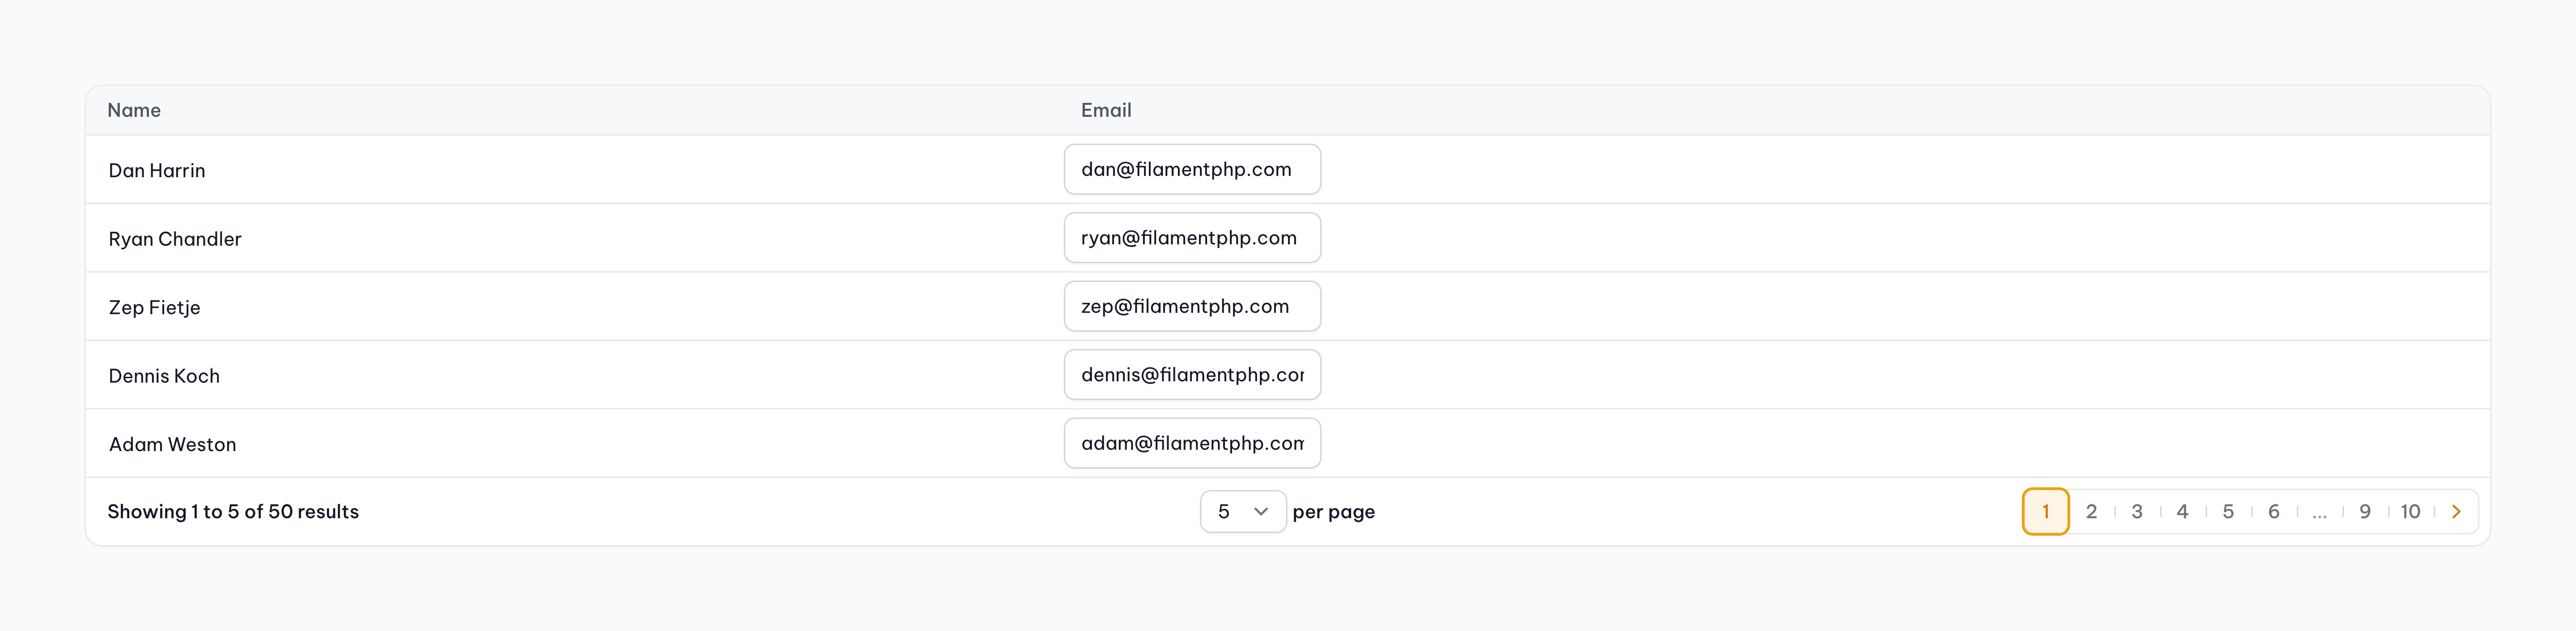 Name Email
Dan Harrin dan@filamentphp.com
Ryan Chandler ryan@filamentphp.com
Zep Fietje zep@filamentphp.com
Dennis Koch dennis@filamentphp.cor
Adam Weston adam@filamentphp.com
Showing 1 to 5 of 50 results 5 per page 1 2 3 4 5 6 ... 9 10